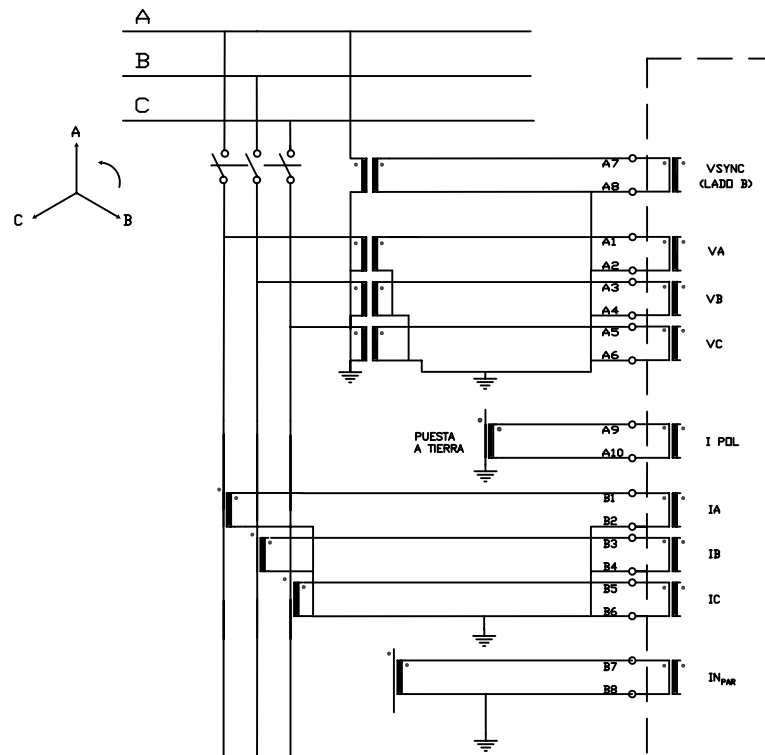 A
B
C
A
C
B
A7
VSYNC
A8
(LADO B)
A1
VA
A2
A3
VB
A4
A5
VC
A6
PUESTA
A TIERRA
A9
I POL
A10
B1
IA
B2
B3
IB
B4
B5
IC
B6
B7
INPAR
B8